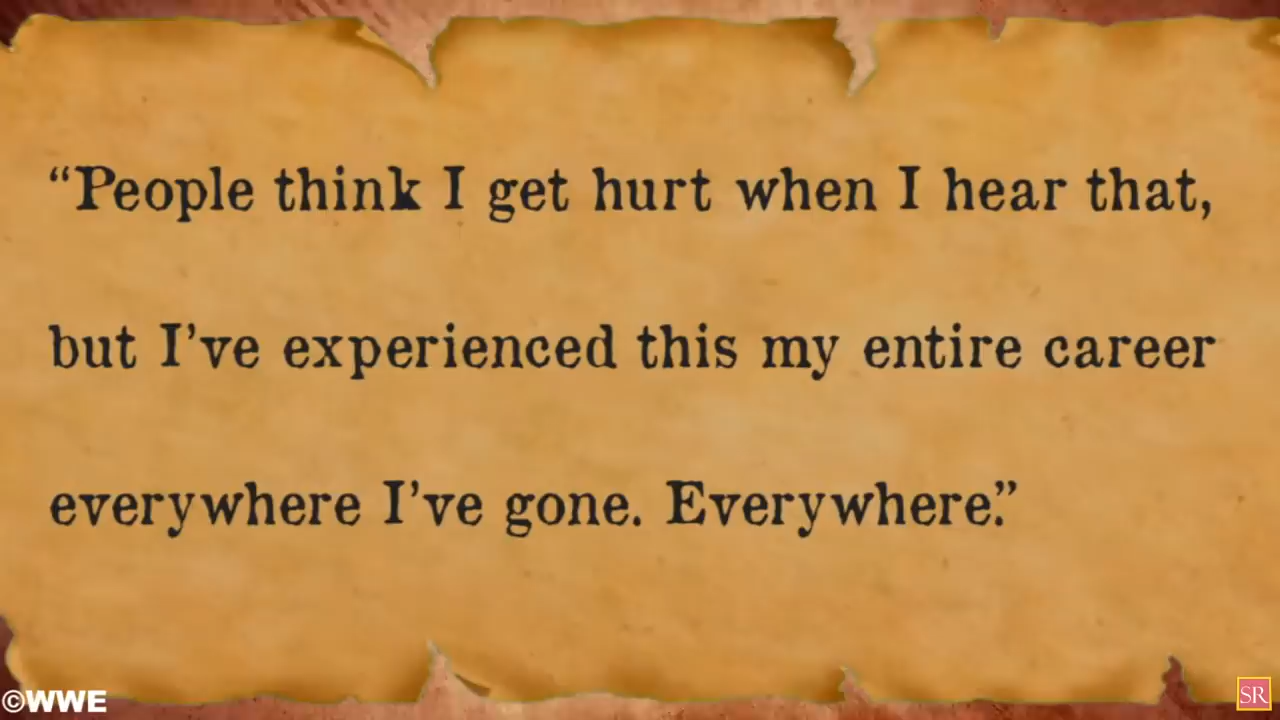 “People think I get hurt when I hear that,
but I’ve experienced this my entire career
everywhere I’ve gone. Everywhere.”
©WWE
SR